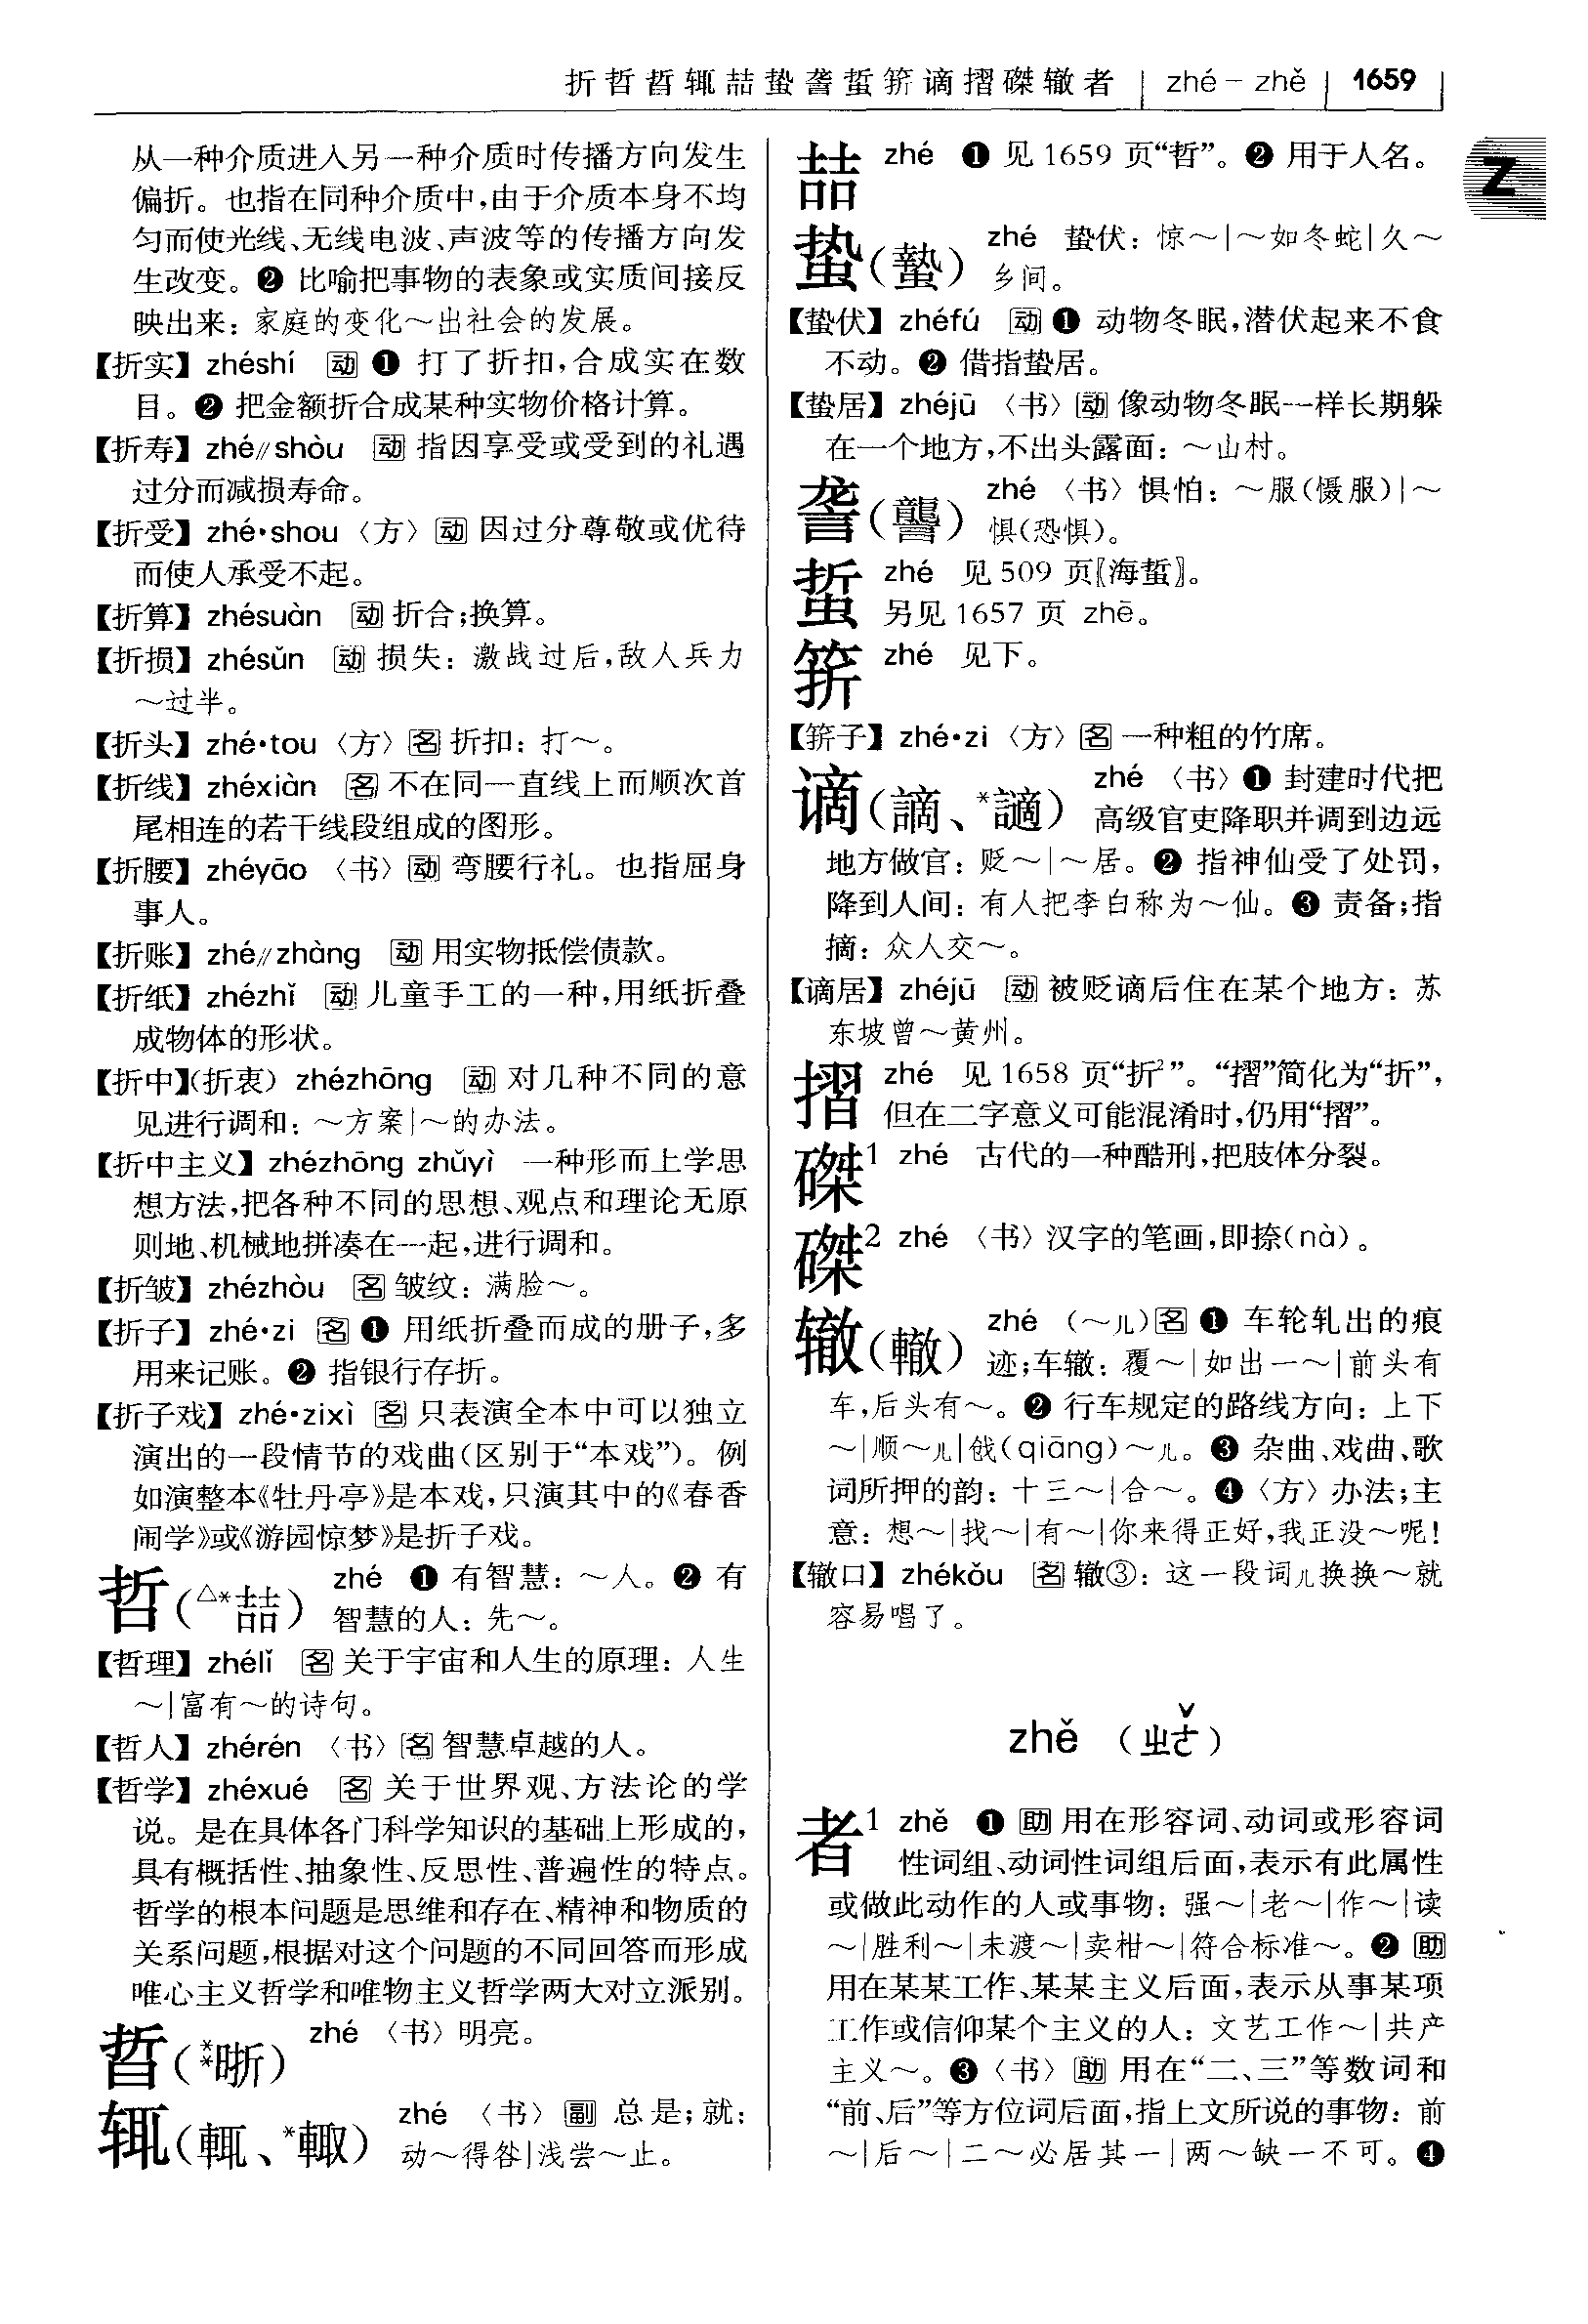 折哲晢辄喆蛰詟蜇䇽谪摺磔辙者 zhé－zhě 1659
Z
从一种介质进入另一种介质时传播方向发生
偏折。也指在同种介质中,由于介质本身不均
匀而使光线、无线电波、声波等的传播方向发
生改变。❷ 比喻把事物的表象或实质间接反
映出来：家庭的变化～出社会的发展。
【折实】zhéshí 动 ❶ 打了折扣,合成实在数
目。❷ 把金额折合成某种实物价格计算。
【折寿】zhé∥shòu 动 指因享受或受到的礼遇
过分而减损寿命。
【折受】zhé•shou〈方〉动 因过分尊敬或优待
而使人承受不起。
【折算】zhésuàn 动 折合;换算。
【折损】zhésǔn 动 损失：激战过后,敌人兵力
～过半。
【折头】zhé•tou〈方〉名 折扣：打～。
【折线】zhéxiàn 名 不在同一直线上而顺次首
尾相连的若干线段组成的图形。
【折腰】zhéyāo〈书〉动 弯腰行礼。也指屈身
事人。
【折账】zhé∥zhàng 动 用实物抵偿债款。
【折纸】zhézhǐ 动 儿童手工的一种,用纸折叠
成物体的形状。
【折中】(折衷) zhézhōng 动 对几种不同的意
见进行调和：～方案|～的办法。
【折中主义】zhézhōng zhǔyì 一种形而上学思
想方法,把各种不同的思想、观点和理论无原
则地、机械地拼凑在一起,进行调和。
【折皱】zhézhòu 名 皱纹：满脸～。
【折子】zhé•zi 名 ❶ 用纸折叠而成的册子,多
用来记账。❷ 指银行存折。
【折子戏】zhé•zixì 名 只表演全本中可以独立
演出的一段情节的戏曲(区别于“本戏”)。例
如演整本《牡丹亭》是本戏,只演其中的《春香
闹学》或《游园惊梦》是折子戏。
哲(△*喆) zhé ❶ 有智慧：～人。❷ 有
智慧的人：先～。
【哲理】zhélǐ 名 关于宇宙和人生的原理：人生
～|富有～的诗句。
【哲人】zhérén〈书〉名 智慧卓越的人。
【哲学】zhéxué 名 关于世界观、方法论的学
说。是在具体各门科学知识的基础上形成的,
具有概括性、抽象性、反思性、普遍性的特点。
哲学的根本问题是思维和存在、精神和物质的
关系问题,根据对这个问题的不同回答而形成
唯心主义哲学和唯物主义哲学两大对立派别。
晢(**晣) zhé〈书〉明亮。
辄(輒、*輙) zhé〈书〉副 总是;就：
动～得咎|浅尝～止。
喆 zhé ❶ 见 1659 页“哲”。❷ 用于人名。
蛰(蟄) zhé 蛰伏：惊～|～如冬蛇|久～
乡间。
【蛰伏】zhéfú 动 ❶ 动物冬眠,潜伏起来不食
不动。❷ 借指蛰居。
【蛰居】zhéjū〈书〉动 像动物冬眠一样长期躲
在一个地方,不出头露面：～山村。
詟(讋) zhé〈书〉惧怕：～服(慑服)|～
惧(恐惧)。
蜇 zhé 见 509 页〖海蜇〗。
另见 1657 页 zhē。
䇽 zhé 见下。
【䇽子】zhé•zi〈方〉名 一种粗的竹席。
谪(謫、*讁) zhé〈书〉❶ 封建时代把
高级官吏降职并调到边远
地方做官：贬～|～居。❷ 指神仙受了处罚,
降到人间：有人把李白称为～仙。❸ 责备;指
摘：众人交～。
【谪居】zhéjū 动 被贬谪后住在某个地方：苏
东坡曾～黄州。
摺 zhé 见 1658 页“折²”。“摺”简化为“折”,
但在二字意义可能混淆时,仍用“摺”。
磔¹ zhé 古代的一种酷刑,把肢体分裂。
磔² zhé〈书〉汉字的笔画,即捺(nà)。
辙(轍) zhé (～儿)名 ❶ 车轮轧出的痕
迹;车辙：覆～|如出一～|前头有
车,后头有～。❷ 行车规定的路线方向：上下
～|顺～儿|戗(qiāng)～儿。❸ 杂曲、戏曲、歌
词所押的韵：十三～|合～。❹〈方〉办法;主
意：想～|找～|有～|你来得正好,我正没～呢!
【辙口】zhékǒu 名 辙③：这一段词儿换换～就
容易唱了。
zhě (ㄓㄜˇ)
者¹ zhě ❶ 助 用在形容词、动词或形容词
性词组、动词性词组后面,表示有此属性
或做此动作的人或事物：强～|老～|作～|读
～|胜利～|未渡～|卖柑～|符合标准～。❷ 助
用在某某工作、某某主义后面,表示从事某项
工作或信仰某个主义的人：文艺工作～|共产
主义～。❸〈书〉助 用在“二、三”等数词和
“前、后”等方位词后面,指上文所说的事物：前
～|后～|二～必居其一|两～缺一不可。❹